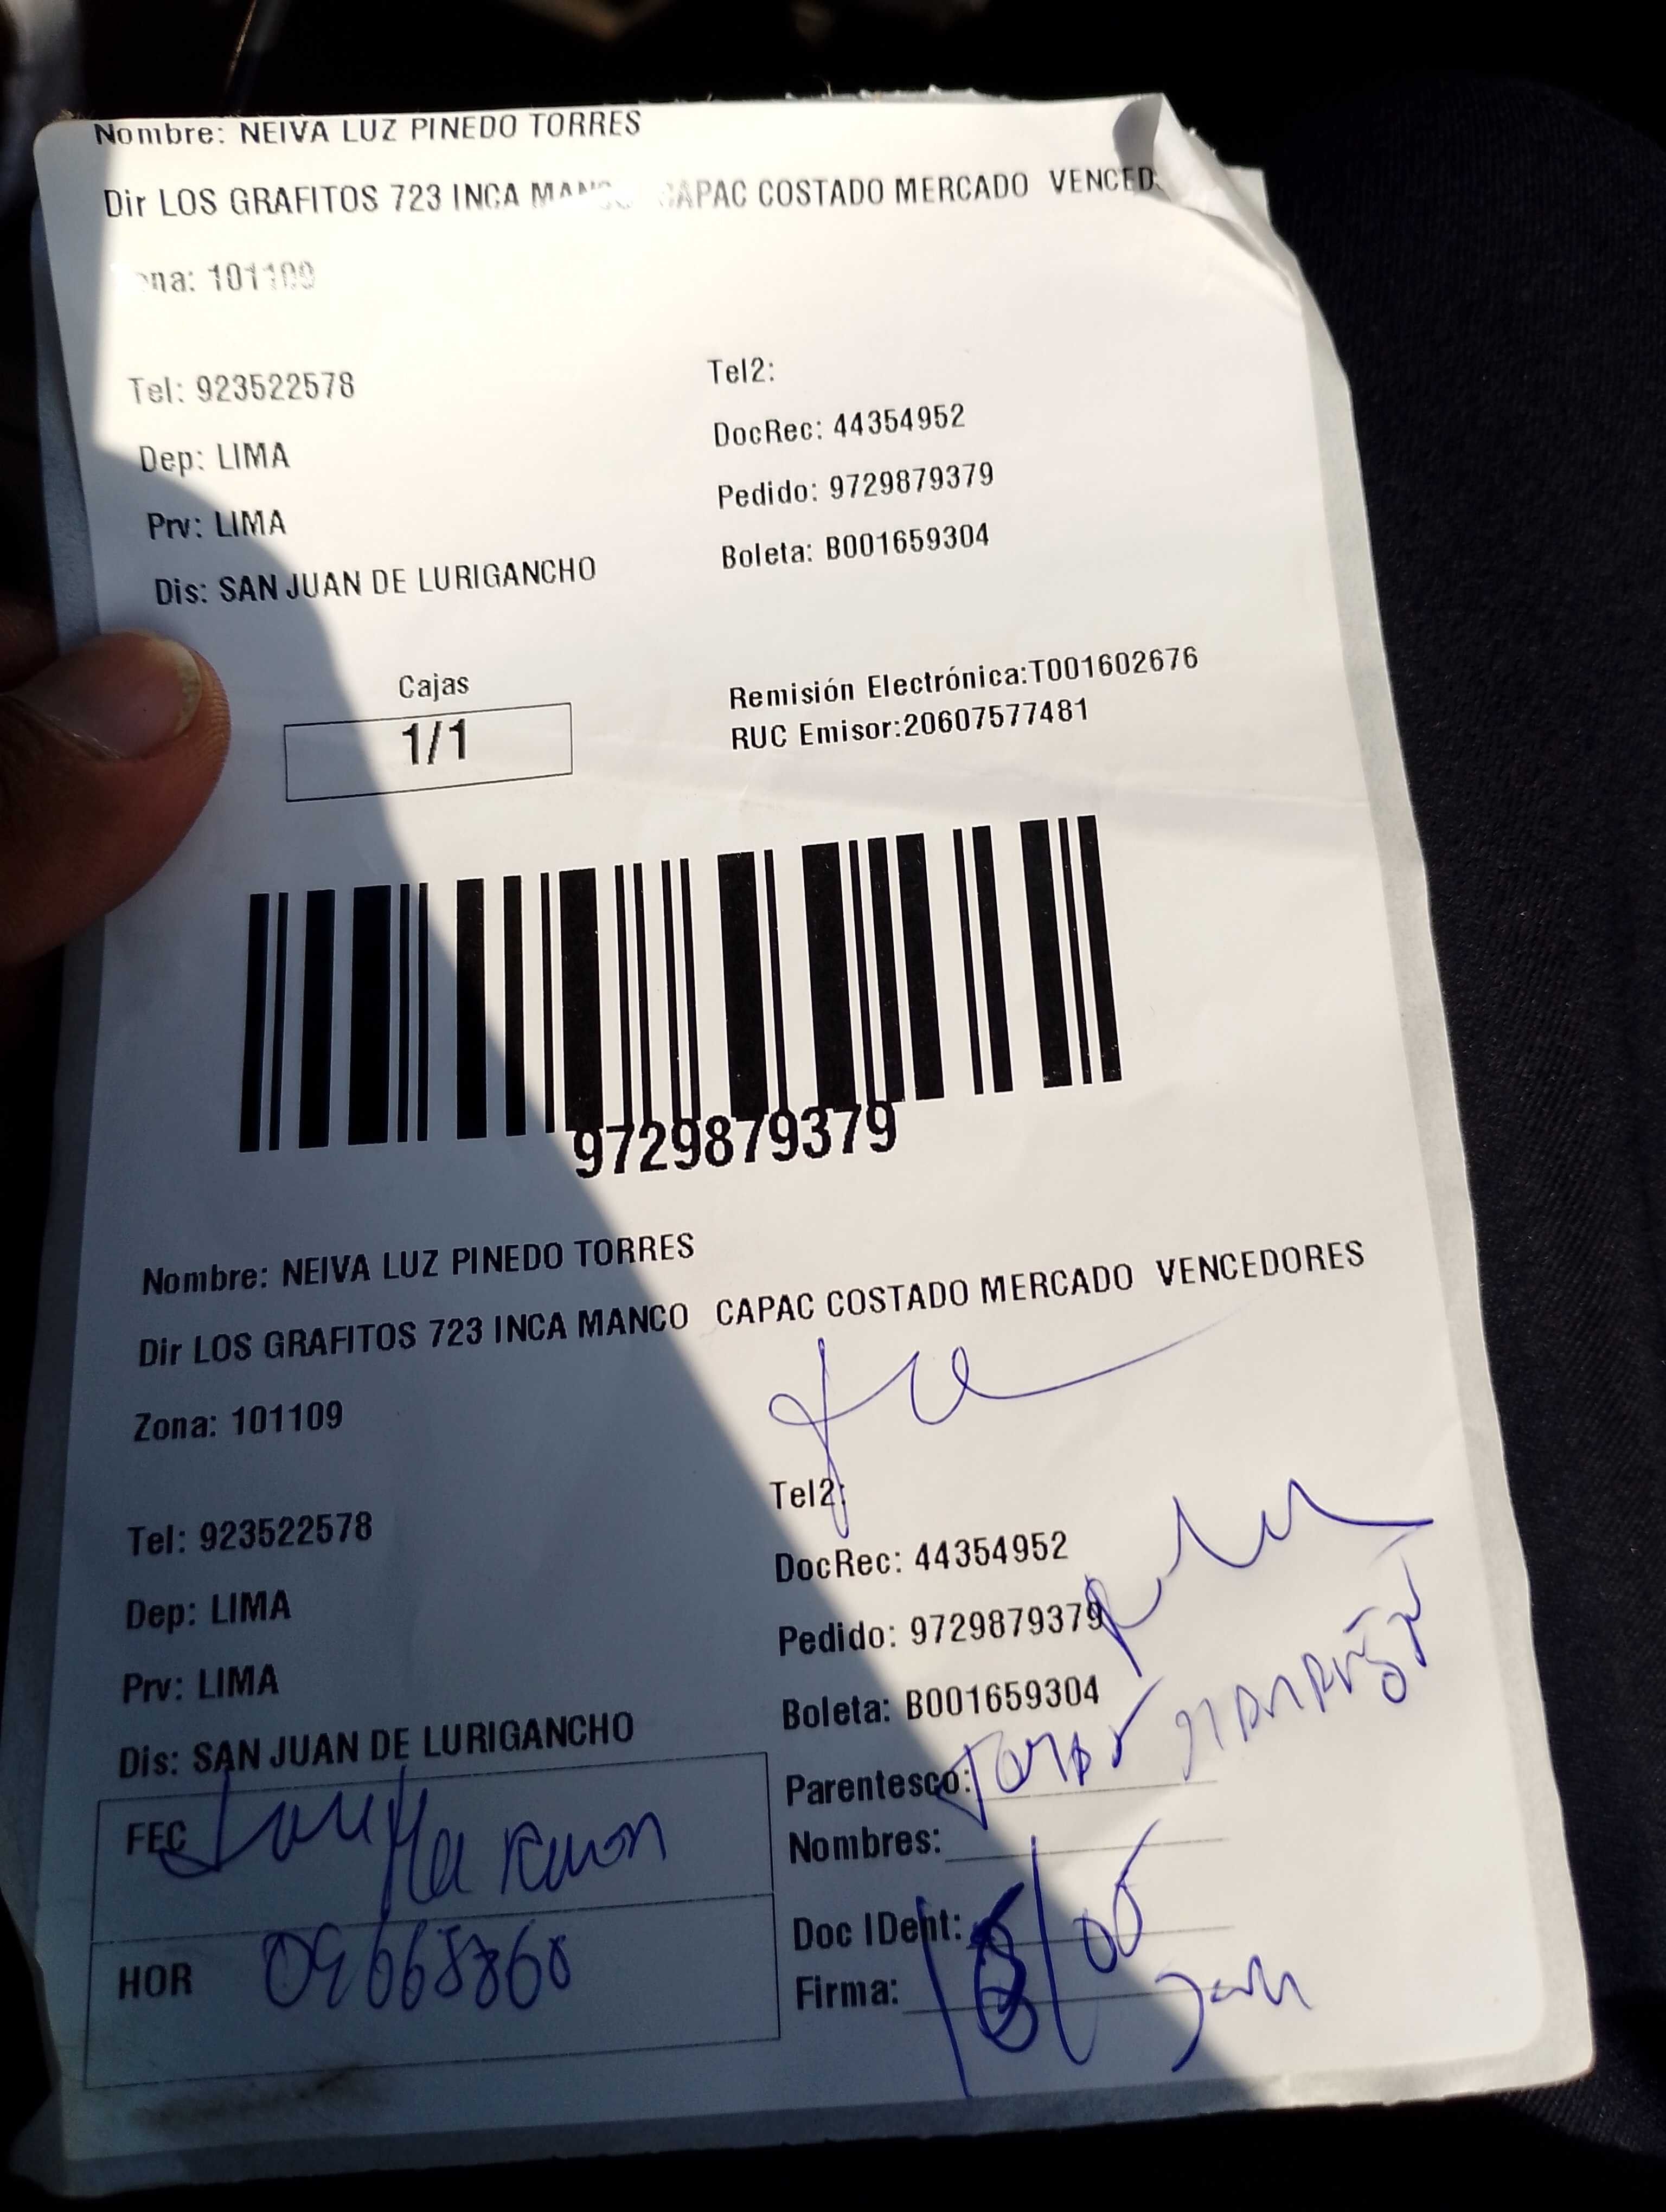 Nombre: NEIVA LUZ PINEDO TORRES
Dir LOS GRAFITOS 723 INCA MANCO CAPAC COSTADO MERCADO VENCED
ona: 101109
Tel: 923522578
Tel2:
Dep: LIMA
DocRec: 44354952
Prv: LIMA
Pedido: 9729879379
Dis: SAN JUAN DE LURIGANCHO
Boleta: B001659304
Cajas
1/1
Remisión Electrónica:T001602676
RUC Emisor:20607577481
9729879379
Nombre: NEIVA LUZ PINEDO TORRES
Dir LOS GRAFITOS 723 INCA MANCO CAPAC COSTADO MERCADO VENCEDORES
Zona: 101109
Tel: 923522578
Tel2:
Dep: LIMA
DocRec: 44354952
Prv: LIMA
Pedido: 9729879379
Dis: SAN JUAN DE LURIGANCHO
Boleta: B001659304
FEC
Parentesco:
Nombres:
HOR
Doc IDent:
Firma: